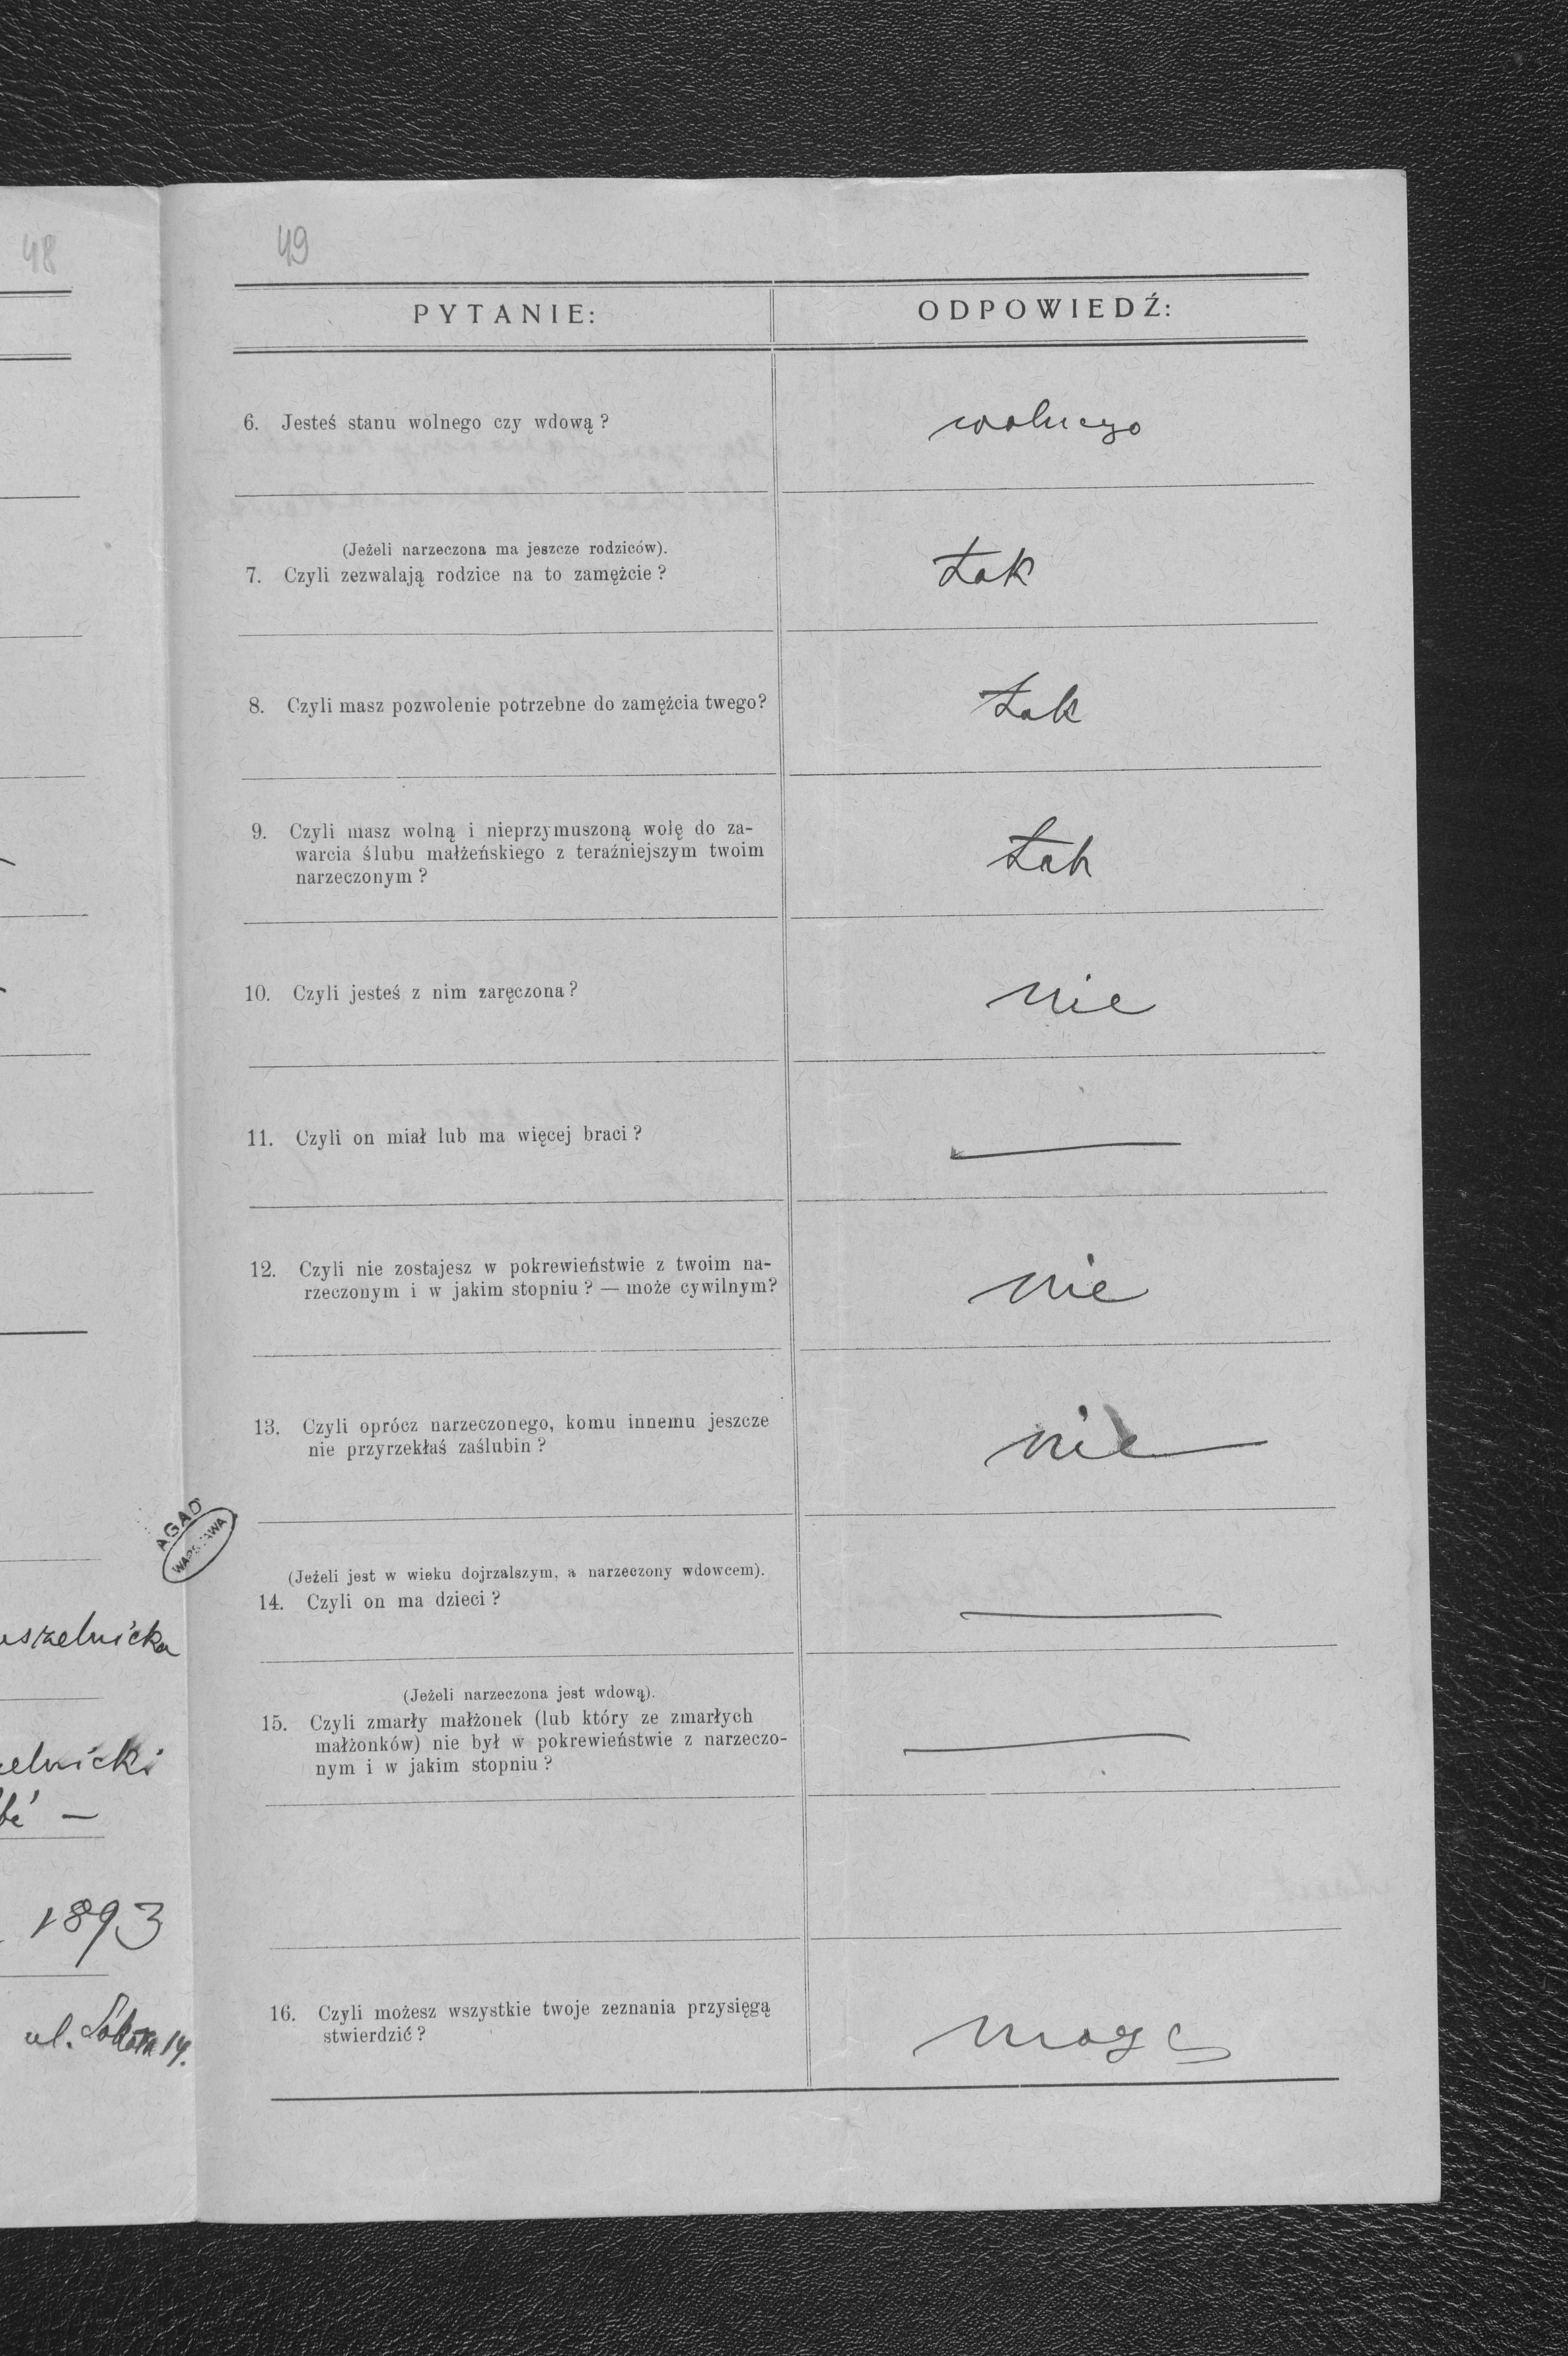 48
uszelnicka
zelnicki
1893
ul.
14.
AGAD
WARSZAWA
49
PYTANIE: ODPOWIEDŹ:
6. Jesteś stanu wolnego czy wdową? wolnego
(Jeżeli narzeczona ma jeszcze rodziców).
7. Czyli zezwalają rodzice na to zamężcie? tak
8. Czyli masz pozwolenie potrzebne do zamężcia twego? tak
9. Czyli masz wolną i nieprzymuszoną wolę do za-
warcia ślubu małżeńskiego z teraźniejszym twoim
narzeczonym? tak
10. Czyli jesteś z nim zaręczona? nie
11. Czyli on miał lub ma więcej braci? —
12. Czyli nie zostajesz w pokrewieństwie z twoim na-
rzeczonym i w jakim stopniu? — może cywilnym? nie
13. Czyli oprócz narzeczonego, komu innemu jeszcze
nie przyrzekłaś zaślubin? nie
(Jeżeli jest w wieku dojrzalszym, a narzeczony wdowcem).
14. Czyli on ma dzieci? —
(Jeżeli narzeczona jest wdową).
15. Czyli zmarły małżonek (lub który ze zmarłych
małżonków) nie był w pokrewieństwie z narzeczo-
nym i w jakim stopniu? —
16. Czyli możesz wszystkie twoje zeznania przysięgą
stwierdzić? mogę